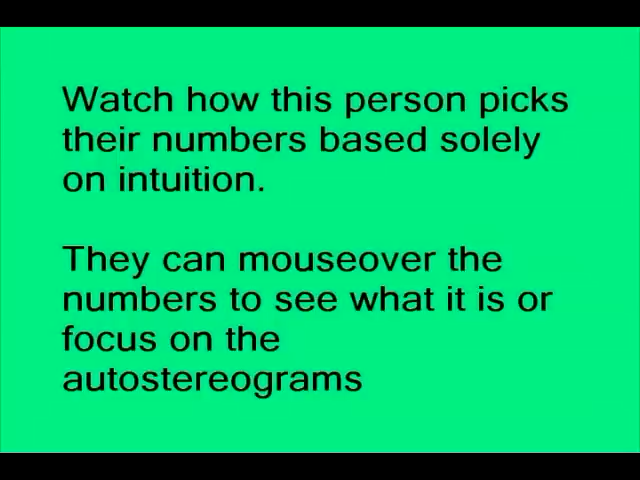 Watch how this person picks
their numbers based solely
on intuition.
They can mouseover the
numbers to see what it is or
focus on the
autostereograms